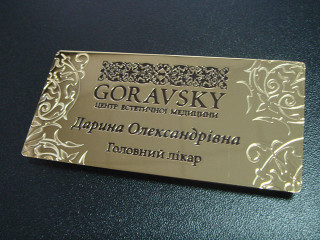 GORAVSKY
ЦЕНТР ЕСТЕТИЧНОЇ МЕДИЦИНИ
Дарина Олександрівна
Головний лікар